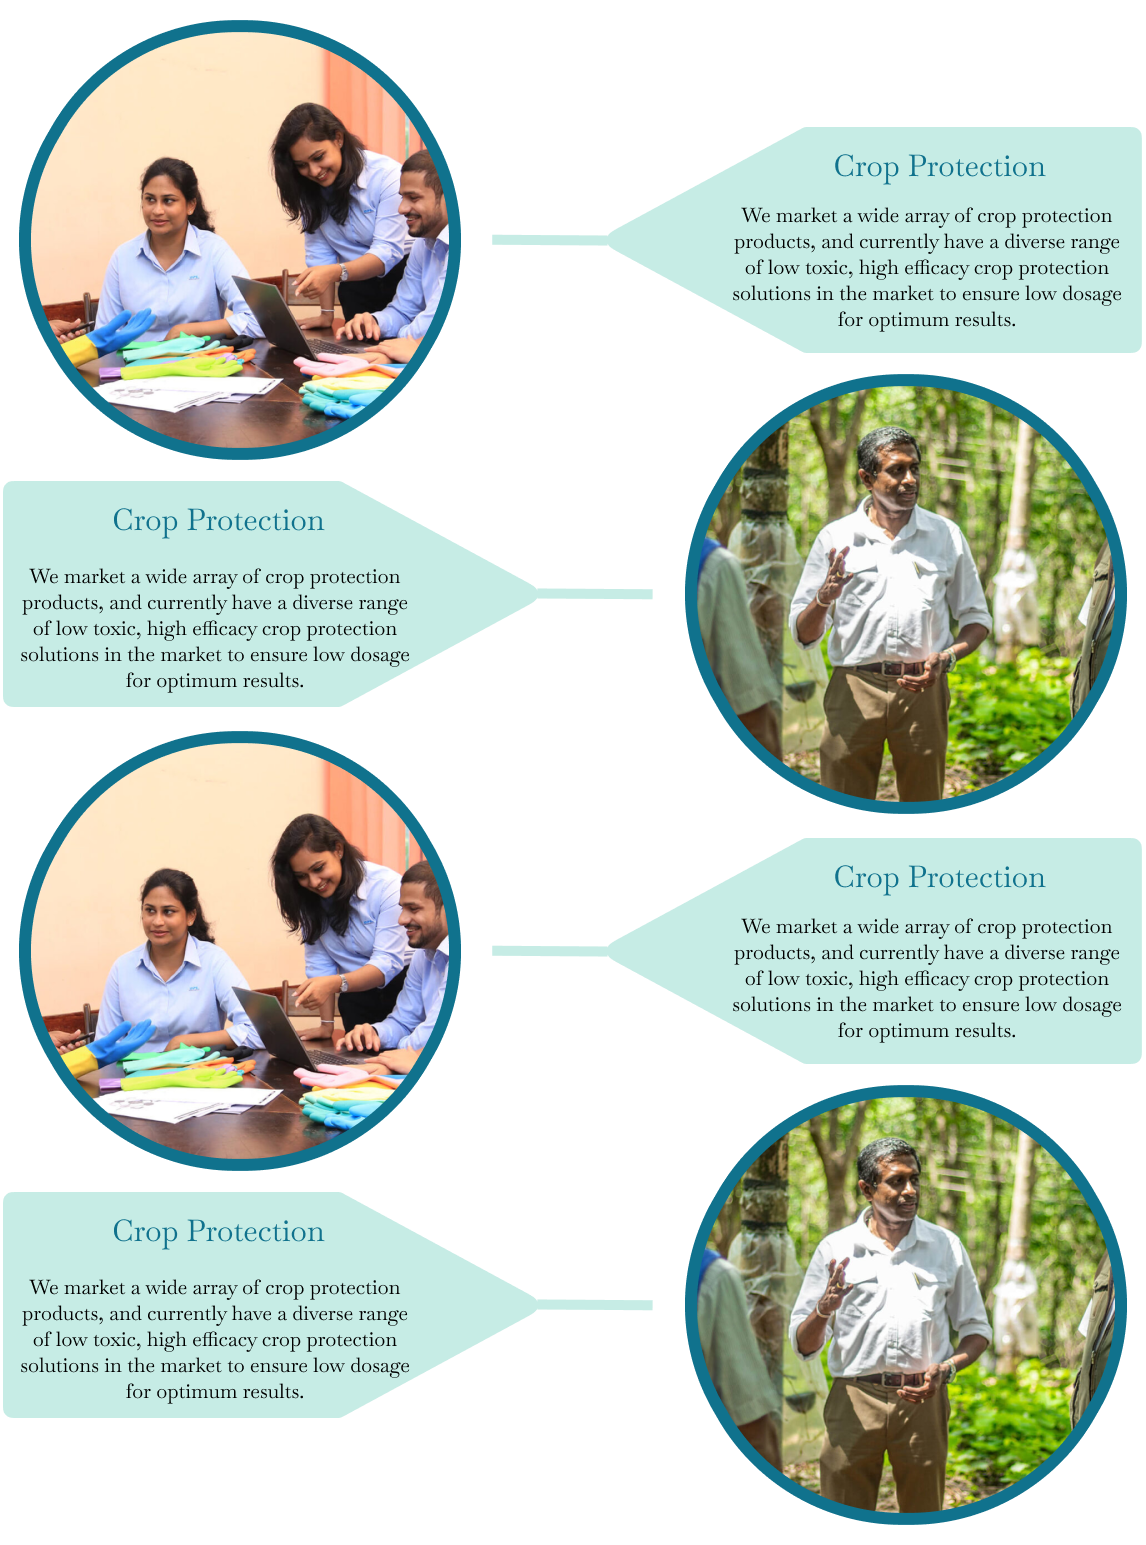 Crop Protection
We market a wide array of crop protection
products, and currently have a diverse range
of low toxic, high efficacy crop protection
solutions in the market to ensure low dosage
for optimum results.
Crop Protection
We market a wide array of crop protection
products, and currently have a diverse range
of low toxic, high efficacy crop protection
solutions in the market to ensure low dosage
for optimum results.
Crop Protection
We market a wide array of crop protection
products, and currently have a diverse range
of low toxic, high efficacy crop protection
solutions in the market to ensure low dosage
for optimum results.
Crop Protection
We market a wide array of crop protection
products, and currently have a diverse range
of low toxic, high efficacy crop protection
solutions in the market to ensure low dosage
for optimum results.